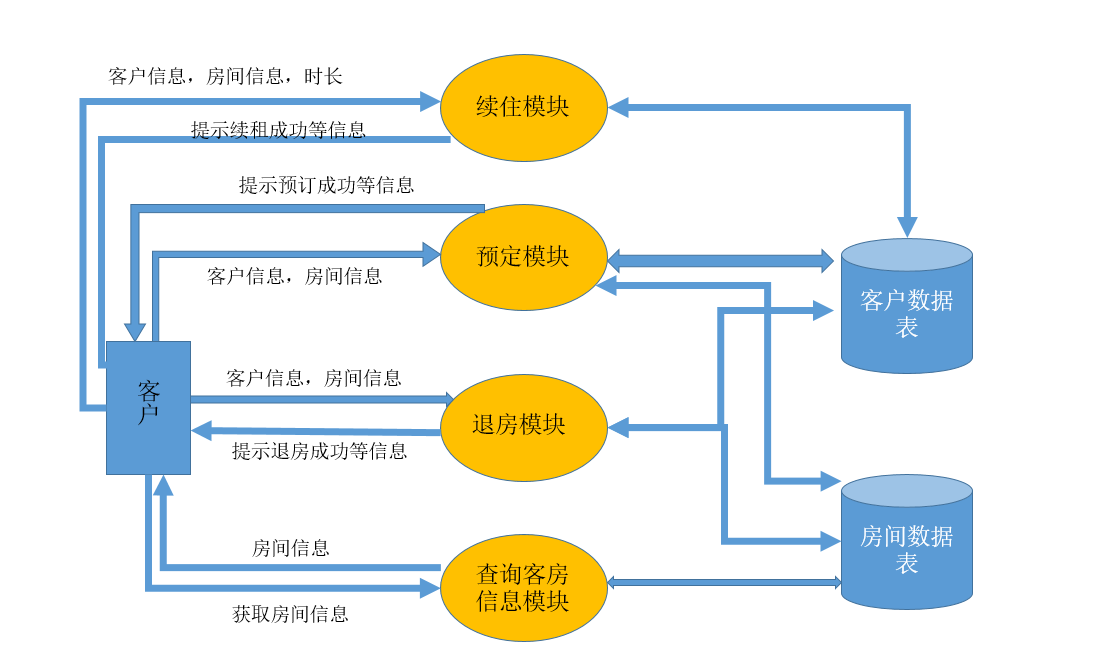 客户信息，房间信息，时长
续住模块
提示续租成功等信息
提示预订成功等信息
预定模块
客户信息，房间信息
客户数据
表
客
户
客户信息，房间信息
退房模块
提示退房成功等信息
房间数据
表
房间信息
查询客房
信息模块
获取房间信息